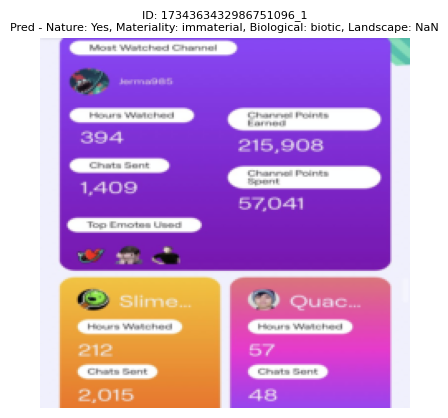 ID: 1734363432986751096_1
Pred - Nature: Yes, Materiality: immaterial, Biological: biotic, Landscape: NaN
Most Watched Channel
Jerma985
Hours Watched
394
Channel Points
Earned
215,908
Chats Sent
1,409
Channel Points
Spent
57,041
Top Emotes Used
Slime...
Hours Watched
212
Chats Sent
2,015
Quac...
Hours Watched
57
Chats Sent
48